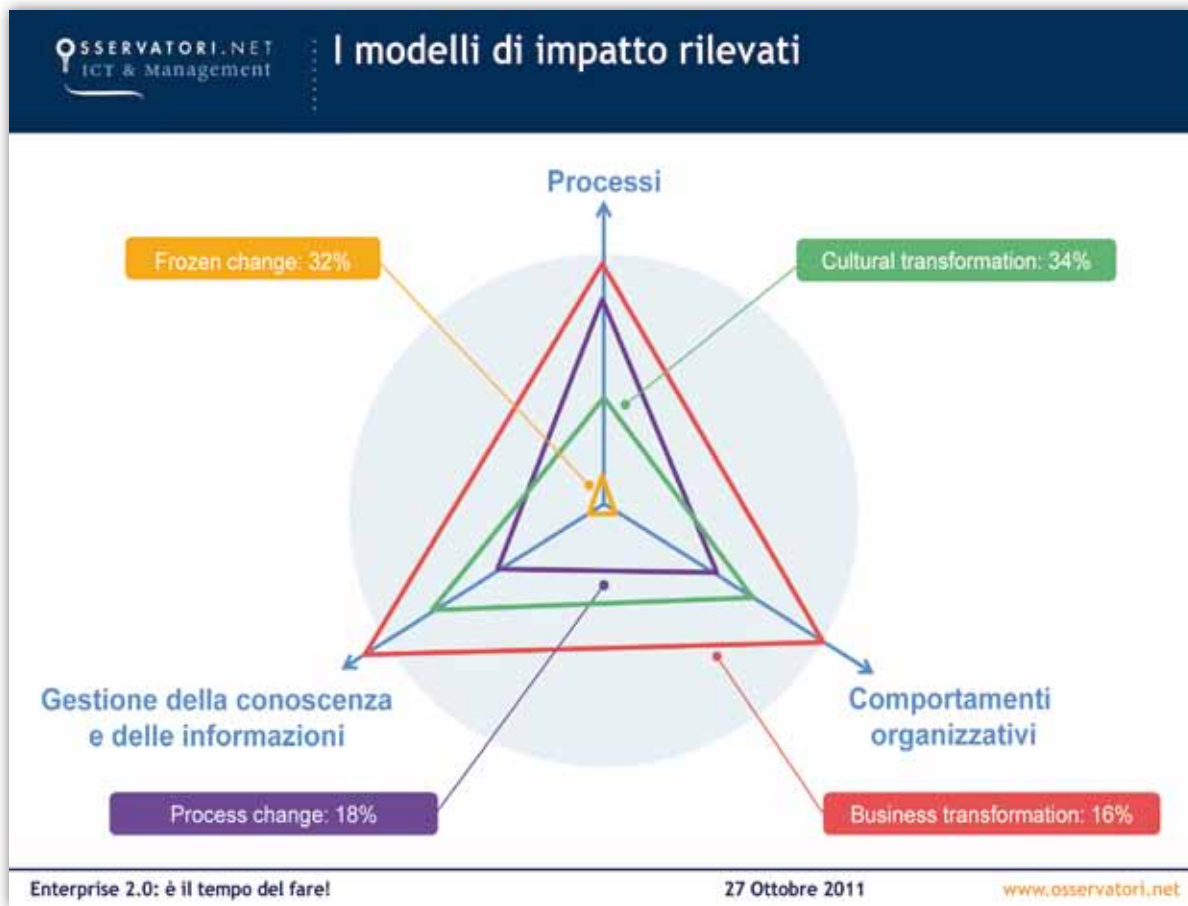 OSSERVATORI.NET
ICT & Management
I modelli di impatto rilevati
Processi
Frozen change: 32%
Cultural transformation: 34%
Gestione della conoscenza
e delle informazioni
Comportamenti
organizzativi
Process change: 18%
Business transformation: 16%
Enterprise 2.0: è il tempo del fare!
27 Ottobre 2011
www.osservatori.net